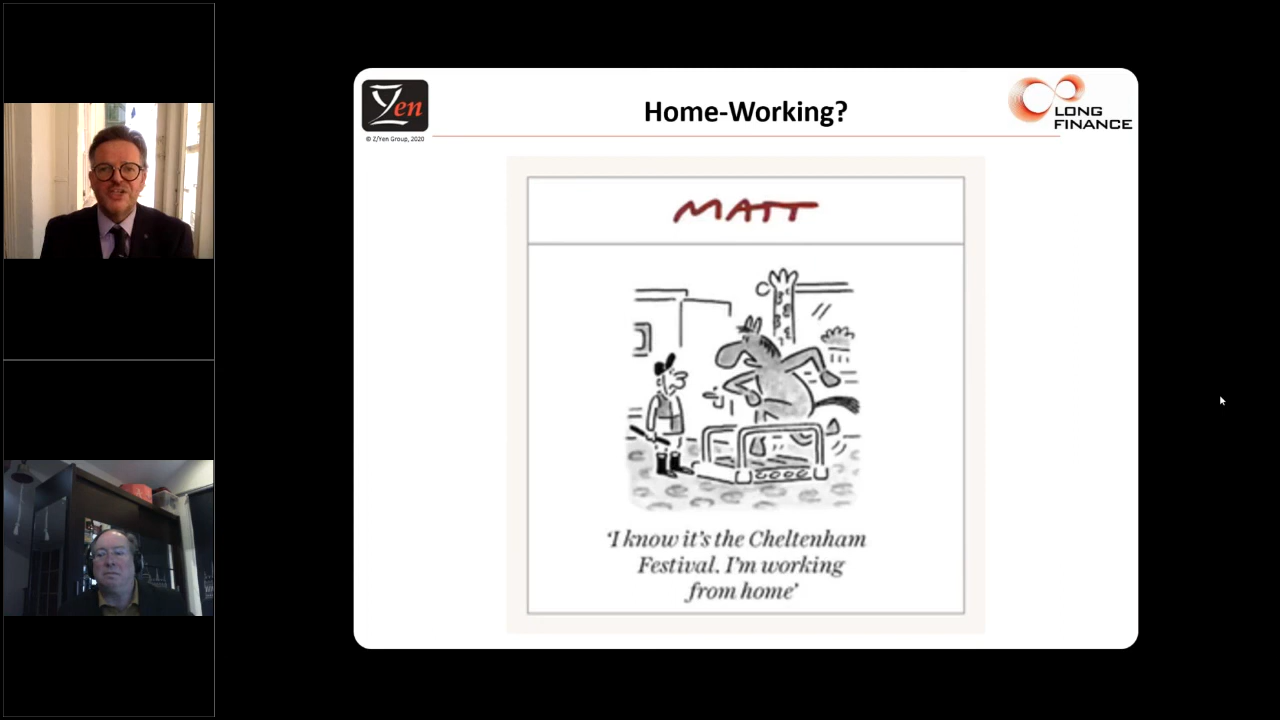 Z/Yen
© Z/Yen Group, 2020
Home-Working?
LONG
FINANCE
MATT
‘I know it’s the Cheltenham
Festival, I’m working
from home’